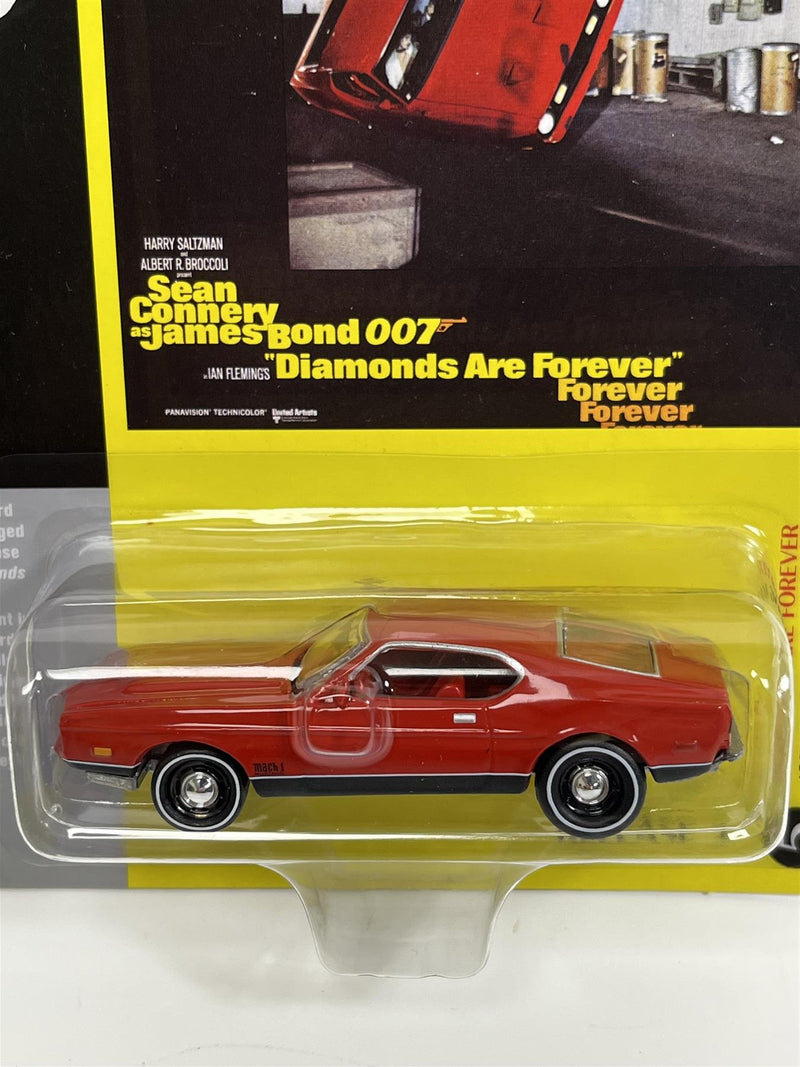 HARRY SALTZMAN
and
ALBERT R. BROCCOLI
present
Sean
Connery
as James Bond 007
in IAN FLEMING'S "Diamonds Are Forever"
Forever
Forever
Forever
PANAVISION® TECHNICOLOR® United Artists
FOREVER
mach 1